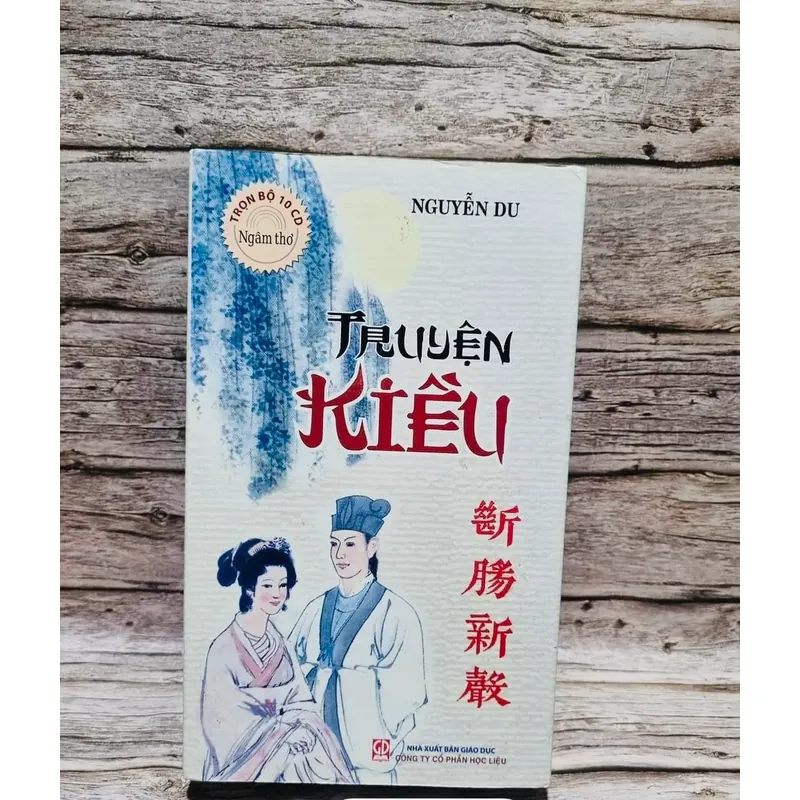 TRỌN BỘ 10 CD
Ngâm thơ
NGUYỄN DU
TRUYỆN
KIỀU
斷
腸
新
聲
GD
NHÀ XUẤT BẢN GIÁO DỤC
CÔNG TY CỔ PHẦN HỌC LIỆU